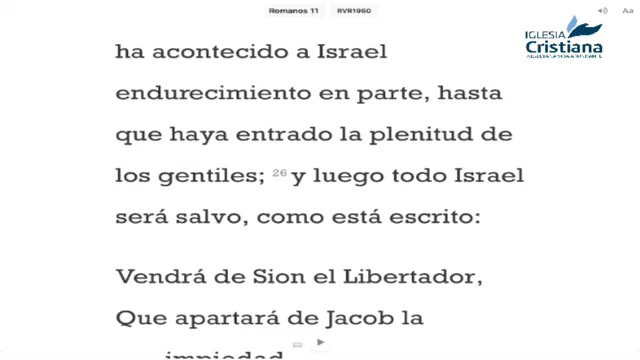 Romanos 11 RVR1960
Aa
IGLESIA
Cristiana
ha acontecido a Israel
endurecimiento en parte, hasta
que haya entrado la plenitud de
los gentiles; 26 y luego todo Israel
será salvo, como está escrito:
Vendrá de Sion el Libertador,
Que apartará de Jacob la
impiedad